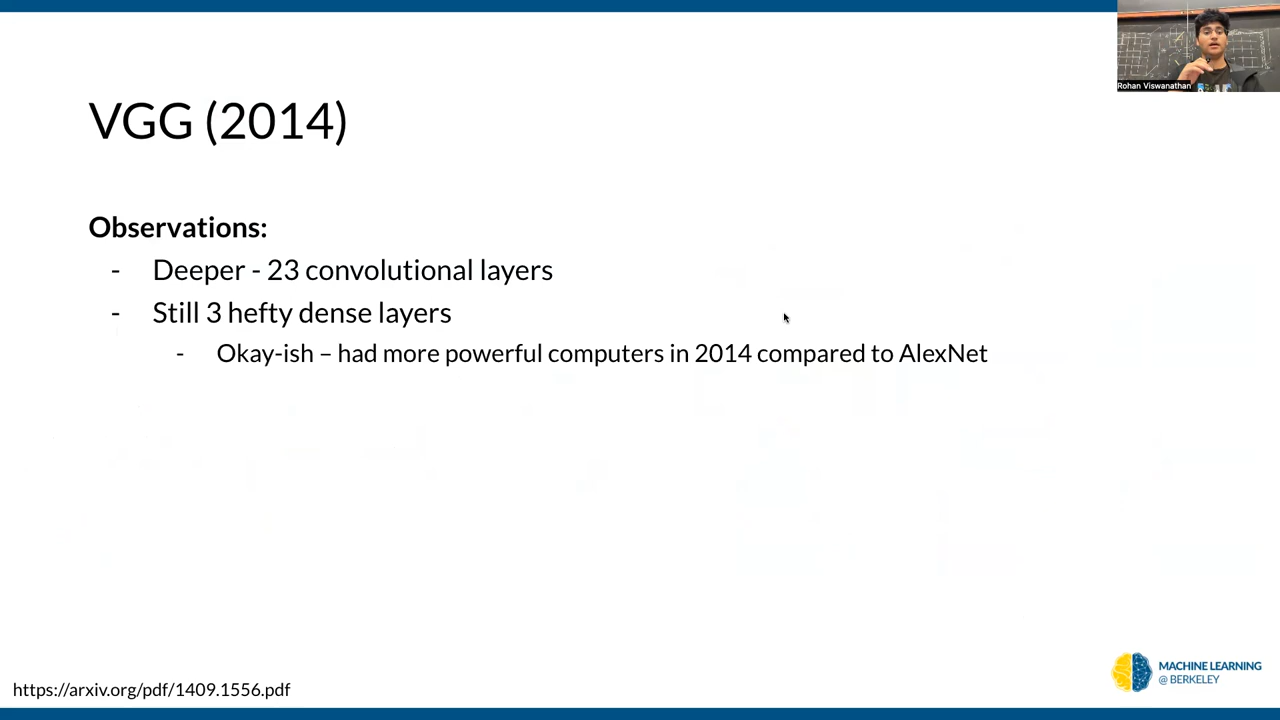 Rohan Viswanathan
VGG (2014)
Observations:
- Deeper - 23 convolutional layers
- Still 3 hefty dense layers
- Okay-ish – had more powerful computers in 2014 compared to AlexNet
https://arxiv.org/pdf/1409.1556.pdf
MACHINE LEARNING
@ BERKELEY